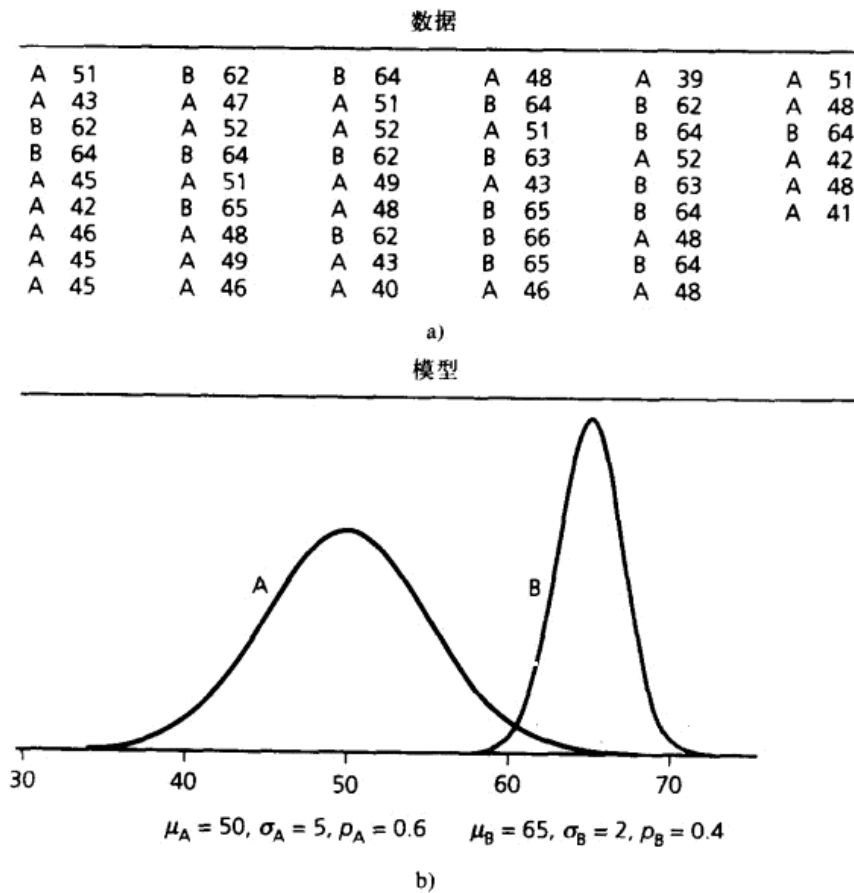 数据
A 51 B 62 B 64 A 48 A 39 A 51
A 43 A 47 A 51 B 64 B 62 A 48
B 62 A 52 A 52 A 51 B 64 B 64
B 64 B 64 B 62 B 63 A 52 A 42
A 45 A 51 A 49 A 43 B 63 A 48
A 42 B 65 A 48 B 65 B 64 A 41
A 46 A 48 B 62 B 66 A 48
A 45 A 49 A 43 B 65 B 64
A 45 A 46 A 40 A 46 A 48
a)
模型
A
B
30 40 50 60 70
μA = 50, σA = 5, pA = 0.6 μB = 65, σB = 2, pB = 0.4
b)